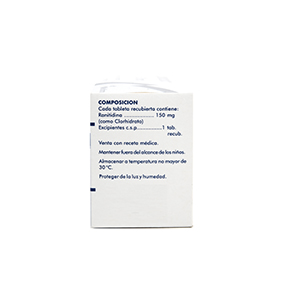 COMPOSICION
Cada tableta recubierta contiene:
Ranitidina .................... 150 mg
(como Clorhidrato)
Excipientes c.s.p. ............ 1 tab.
recub.
Venta con receta médica.
Mantener fuera del alcance de los niños.
Almacenar a temperatura no mayor de
30°C.
Proteger de la luz y humedad.